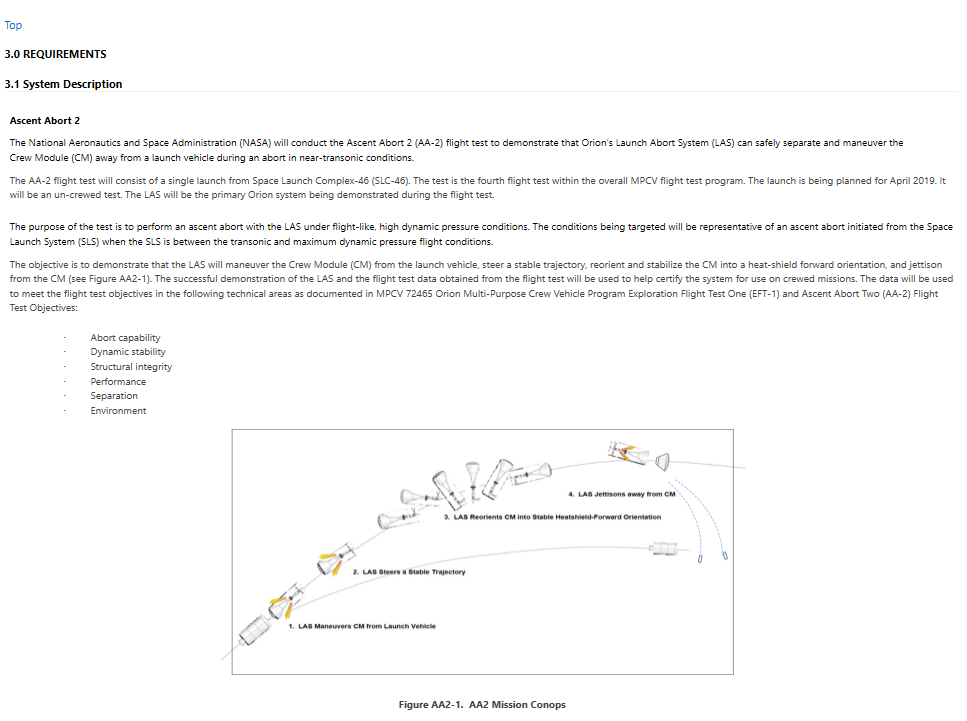 Top
3.0 REQUIREMENTS
3.1 System Description
Ascent Abort 2
The National Aeronautics and Space Administration (NASA) will conduct the Ascent Abort 2 (AA-2) flight test to demonstrate that Orion's Launch Abort System (LAS) can safely separate and maneuver the
Crew Module (CM) away from a launch vehicle during an abort in near-transonic conditions.
The AA-2 flight test will consist of a single launch from Space Launch Complex-46 (SLC-46). The test is the fourth flight test within the overall MPCV flight test program. The launch is being planned for April 2019. It
will be an un-crewed test. The LAS will be the primary Orion system being demonstrated during the flight test.
The purpose of the test is to perform an ascent abort with the LAS under flight-like, high dynamic pressure conditions. The conditions being targeted will be representative of an ascent abort initiated from the Space
Launch System (SLS) when the SLS is between the transonic and maximum dynamic pressure flight conditions.
The objective is to demonstrate that the LAS will maneuver the Crew Module (CM) from the launch vehicle, steer a stable trajectory, reorient and stabilize the CM into a heat-shield forward orientation, and jettison
from the CM (see Figure AA2-1). The successful demonstration of the LAS and the flight test data obtained from the flight test will be used to help certify the system for use on crewed missions. The data will be used
to meet the flight test objectives in the following technical areas as documented in MPCV 72465 Orion Multi-Purpose Crew Vehicle Program Exploration Flight Test One (EFT-1) and Ascent Abort Two (AA-2) Flight
Test Objectives:
· Abort capability
· Dynamic stability
· Structural integrity
· Performance
· Separation
· Environment
4. LAS Jettisons away from CM
3. LAS Reorients CM into Stable Heatshield-Forward Orientation
2. LAS Steers a Stable Trajectory
1. LAS Maneuvers CM from Launch Vehicle
Figure AA2-1. AA2 Mission Conops